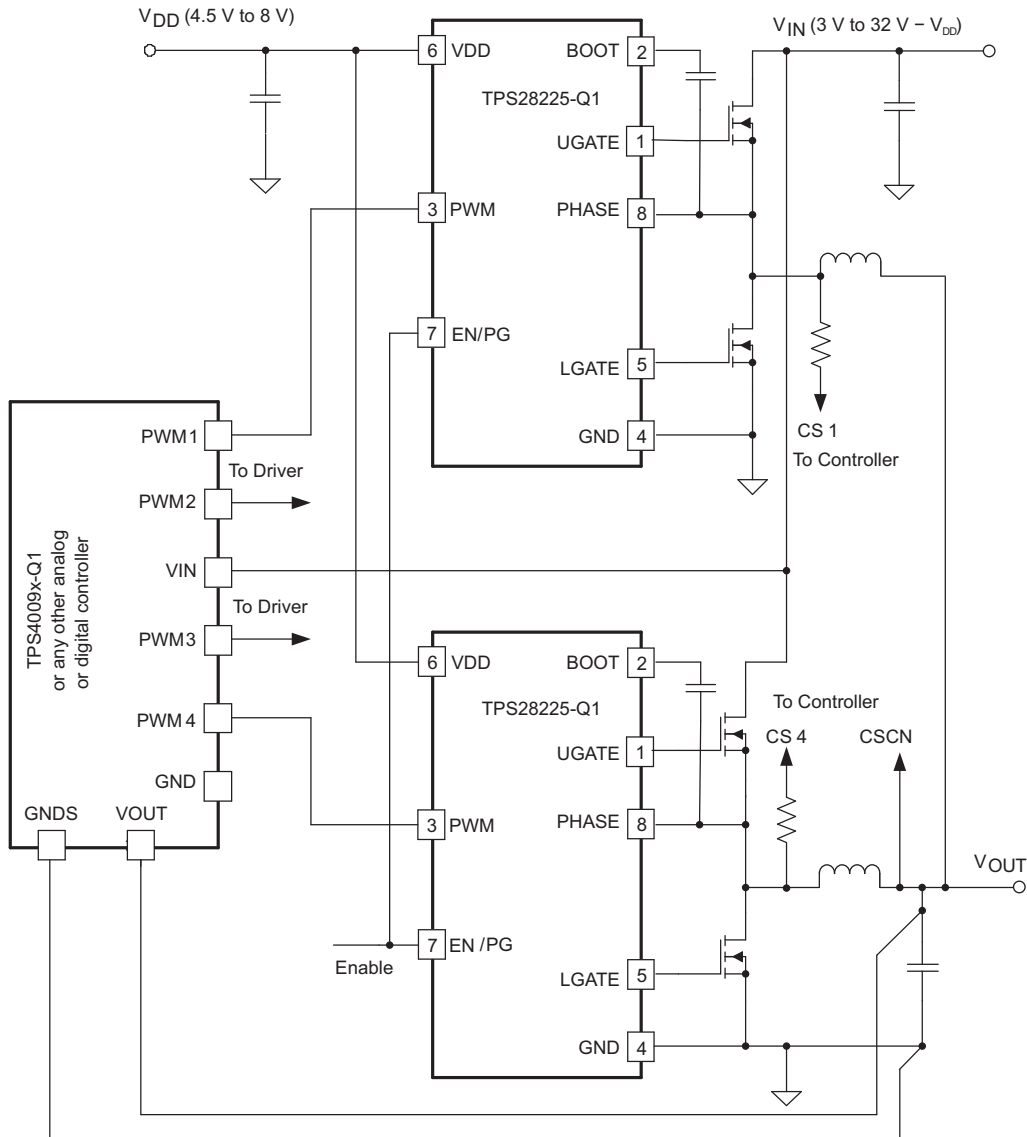 VDD (4.5 V to 8 V)
VIN (3 V to 32 V − VDD)
6 VDD
BOOT 2
TPS28225-Q1
UGATE 1
3 PWM
PHASE 8
7 EN/PG
LGATE 5
GND 4
CS 1
To Controller
TPS4009x-Q1
or any other analog
or digital controller
PWM1
To Driver
PWM2
VIN
To Driver
PWM3
PWM 4
GND
GNDS
VOUT
6 VDD
BOOT 2
TPS28225-Q1
To Controller
CS 4
CSCN
UGATE 1
3 PWM
PHASE 8
VOUT
7 EN /PG
Enable
LGATE 5
GND 4